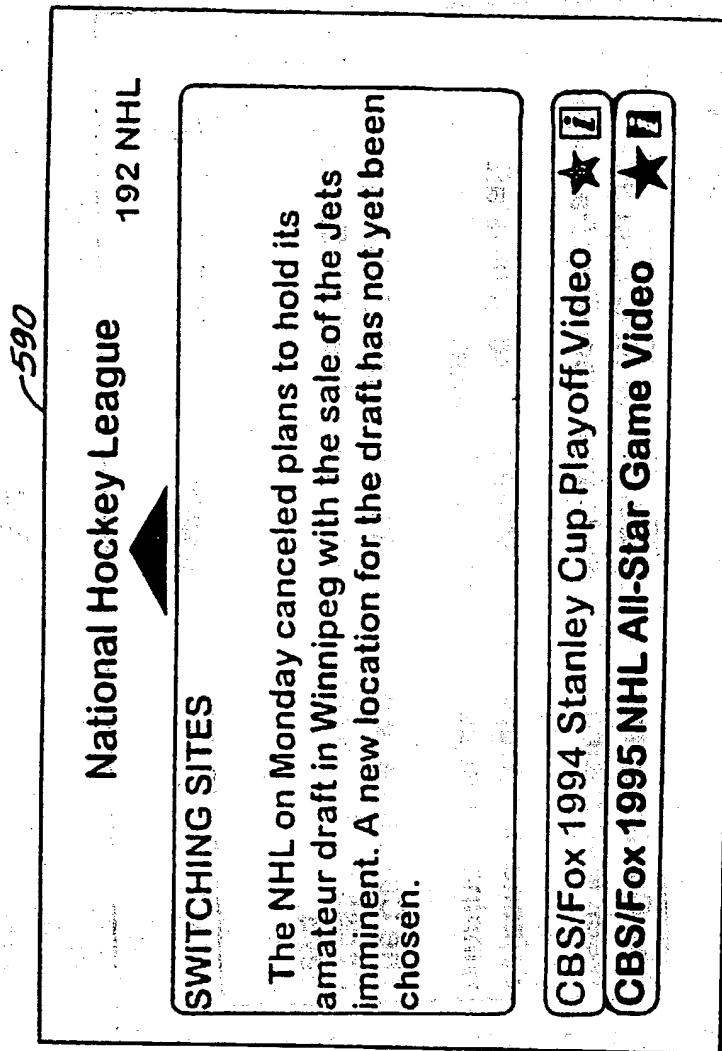 590
National Hockey League 192 NHL
SWITCHING SITES
The NHL on Monday canceled plans to hold its
amateur draft in Winnipeg with the sale of the Jets
imminent. A new location for the draft has not yet been
chosen.
CBS/Fox 1994 Stanley Cup Playoff Video ★ i
CBS/Fox 1995 NHL All-Star Game Video ★ i